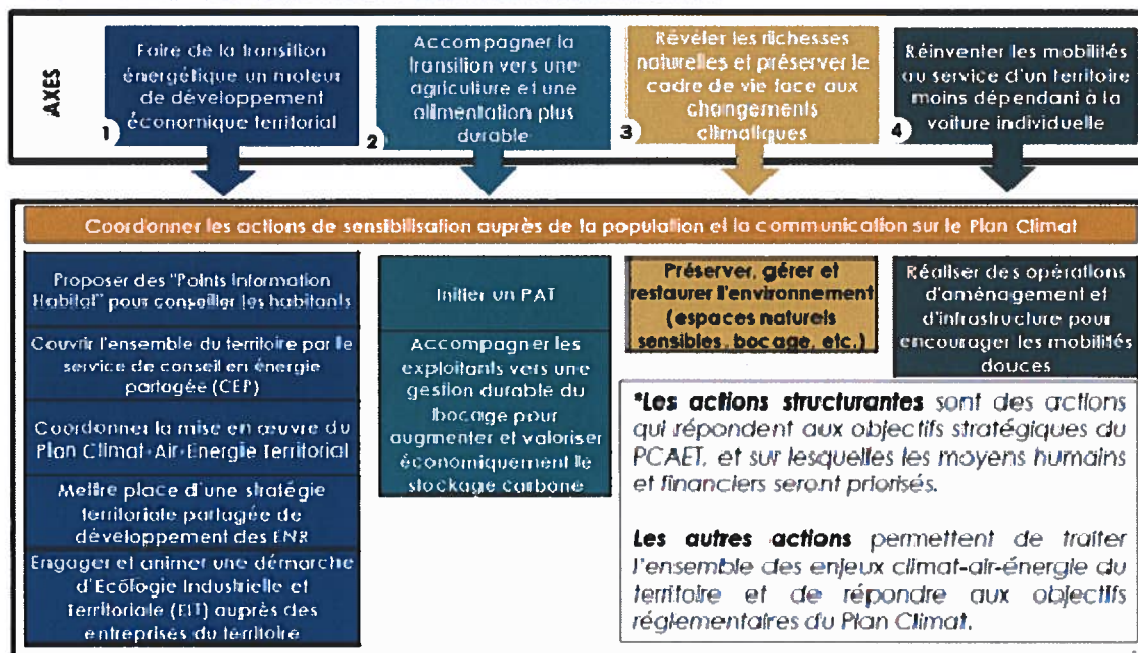 AXES
Faire de la transition
énergétique un moteur
de développement
économique territorial
1
Accompagner la
transition vers une
agriculture et une
alimentation plus
durable
2
Révéler les richesses
naturelles et préserver le
cadre de vie face aux
changements
climatiques
3
Réinventer les mobilités
au service d'un territoire
moins dépendant à la
voiture individuelle
4
Coordonner les actions de sensibilisation auprès de la population et la communication sur le Plan Climat
Proposer des "Points Information
Habitat" pour conseiller les habitants
Couvrir l'ensemble du territoire par le
service de conseil en énergie
partagée (CEP)
Coordonner la mise en œuvre du
Plan Climat-Air-Energie Territorial
Mettre place d'une stratégie
territoriale partagée de
développement des ENR
Engager et animer une démarche
d'Ecologie Industrielle et
Territoriale (EIT) auprès des
entreprises du territoire
Initier un PAT
Accompagner les
exploitants vers une
gestion durable du
bocage pour
augmenter et valoriser
économiquement le
stockage carbone
Préserver, gérer et
restaurer l'environnement
(espaces naturels
sensibles, bocage, etc.)
Réaliser des opérations
d'aménagement et
d'infrastructure pour
encourager les mobilités
douces
*Les actions structurantes sont des actions
qui répondent aux objectifs stratégiques du
PCAET, et sur lesquelles les moyens humains
et financiers seront priorisés.
Les autres actions permettent de traiter
l'ensemble des enjeux climat-air-énergie du
territoire et de répondre aux objectifs
réglementaires du Plan Climat.